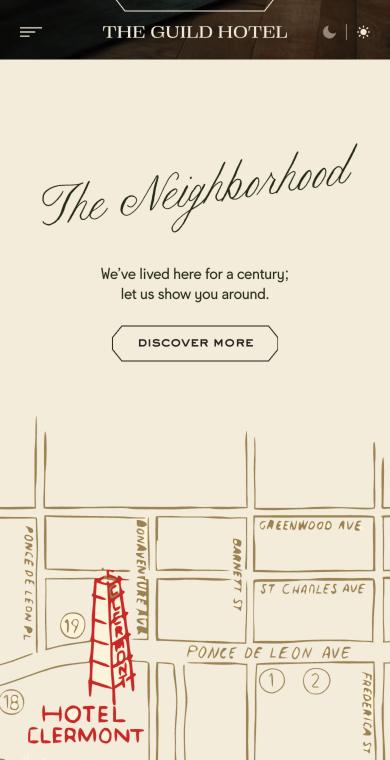 THE GUILD HOTEL
The Neighborhood
We've lived here for a century;
let us show you around.
DISCOVER MORE
GREENWOOD AVE
PONCE DE LEON PL
BONAVENTURE AVE
BARNETT ST
ST CHARLES AVE
CLERMONT
19
PONCE DE LEON AVE
1
2
FREDERICA ST
18
HOTEL
CLERMONT